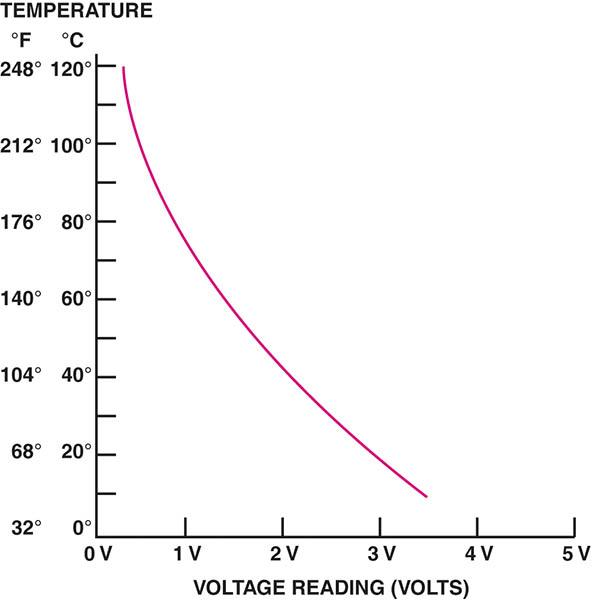 TEMPERATURE
°F °C
248° 120°
212° 100°
176° 80°
140° 60°
104° 40°
68° 20°
32° 0°
0 V 1 V 2 V 3 V 4 V 5 V
VOLTAGE READING (VOLTS)